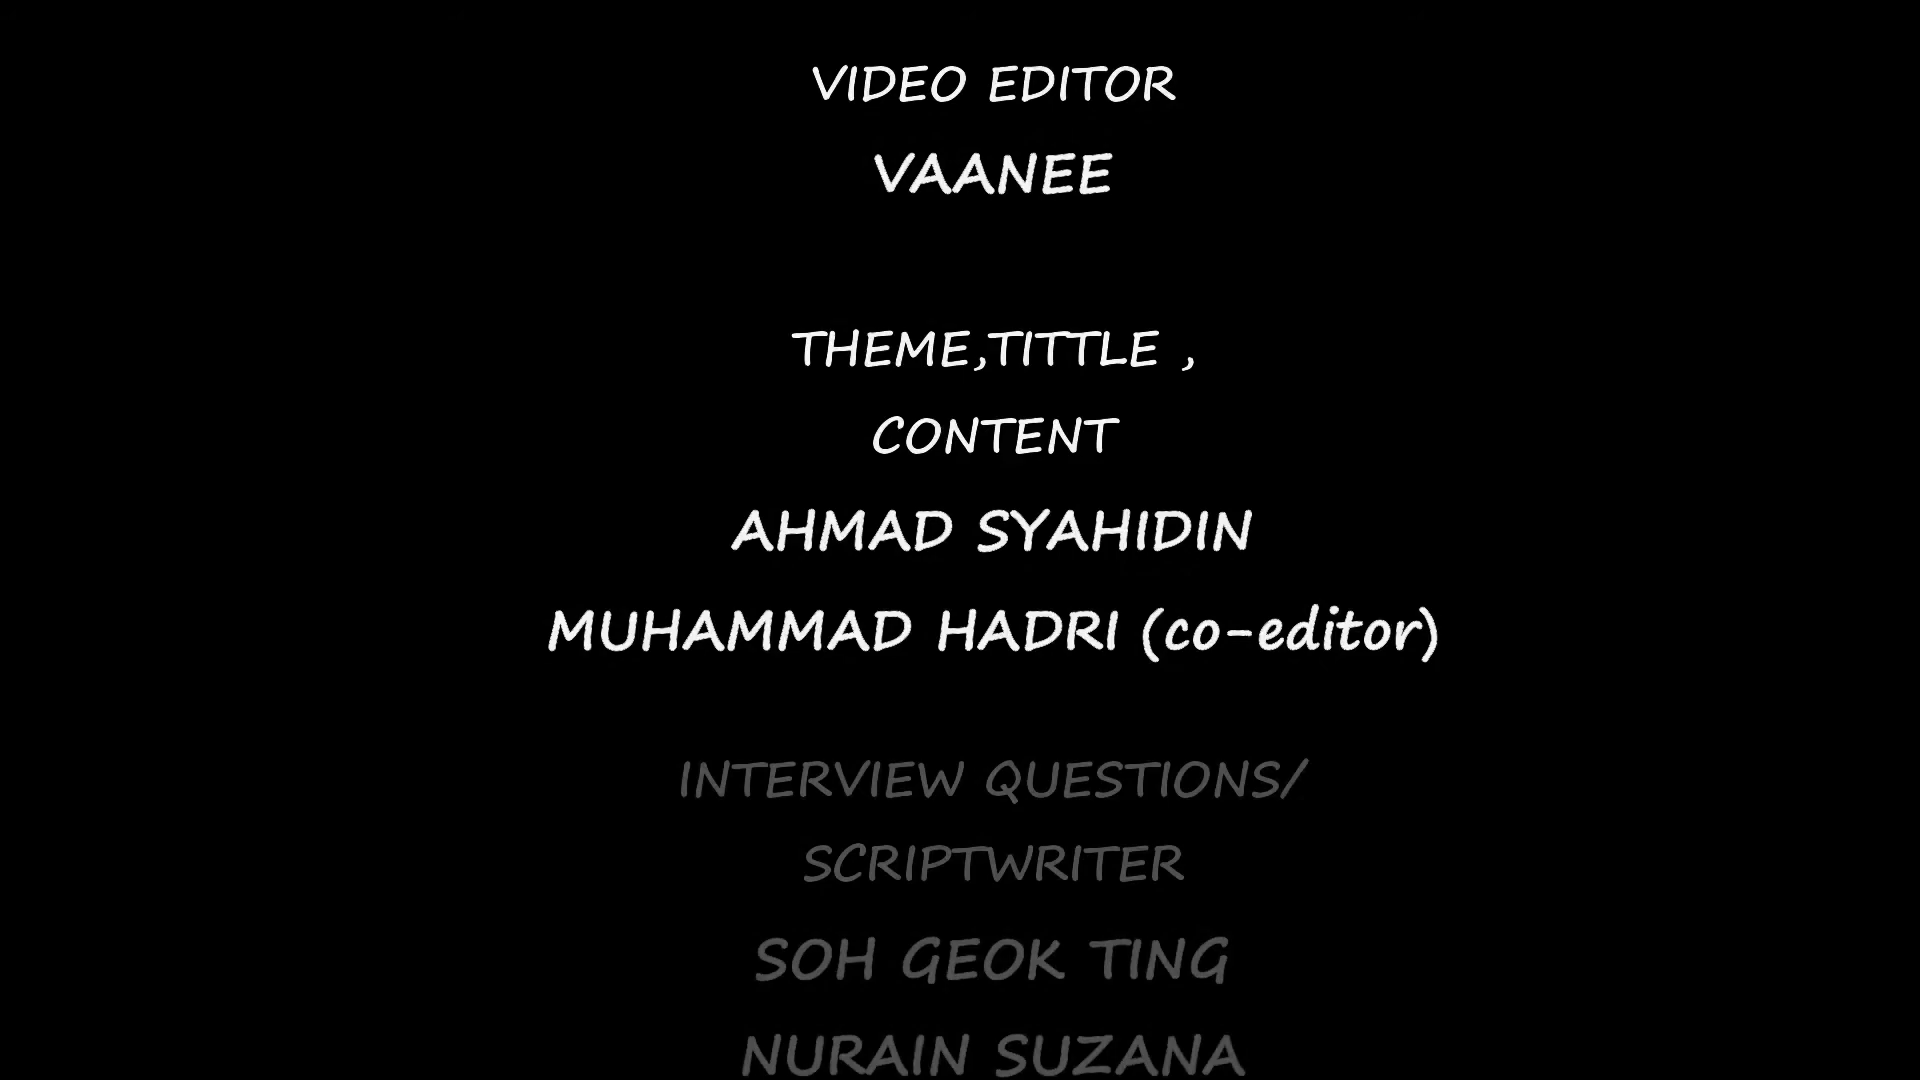 VIDEO EDITOR
VAANEE
THEME,TITTLE ,
CONTENT
AHMAD SYAHIDIN
MUHAMMAD HADRI (co-editor)
INTERVIEW QUESTIONS/
SCRIPTWRITER
SOH GEOK TING
NURAIN SUZANA